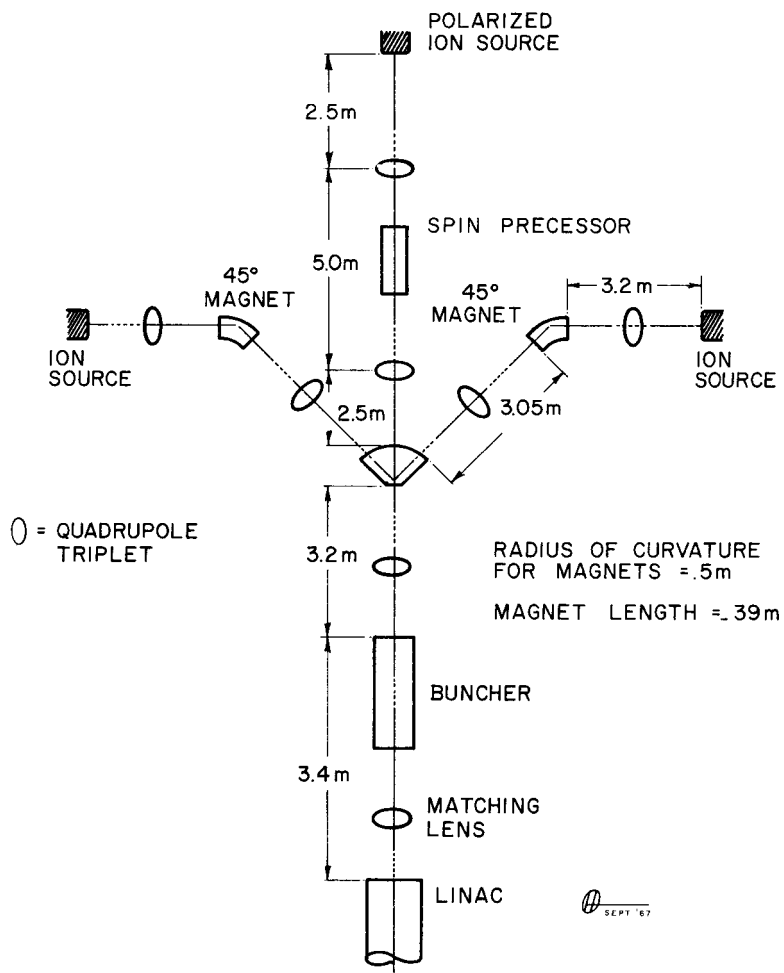 POLARIZED
ION SOURCE
2.5m
SPIN PRECESSOR
5.0m
45°
MAGNET
45°
MAGNET
3.2m
ION
SOURCE
ION
SOURCE
2.5m
3.05m
= QUADRUPOLE
TRIPLET
3.2m
RADIUS OF CURVATURE
FOR MAGNETS = .5m
MAGNET LENGTH = .39m
BUNCHER
3.4m
MATCHING
LENS
LINAC
SEPT '67